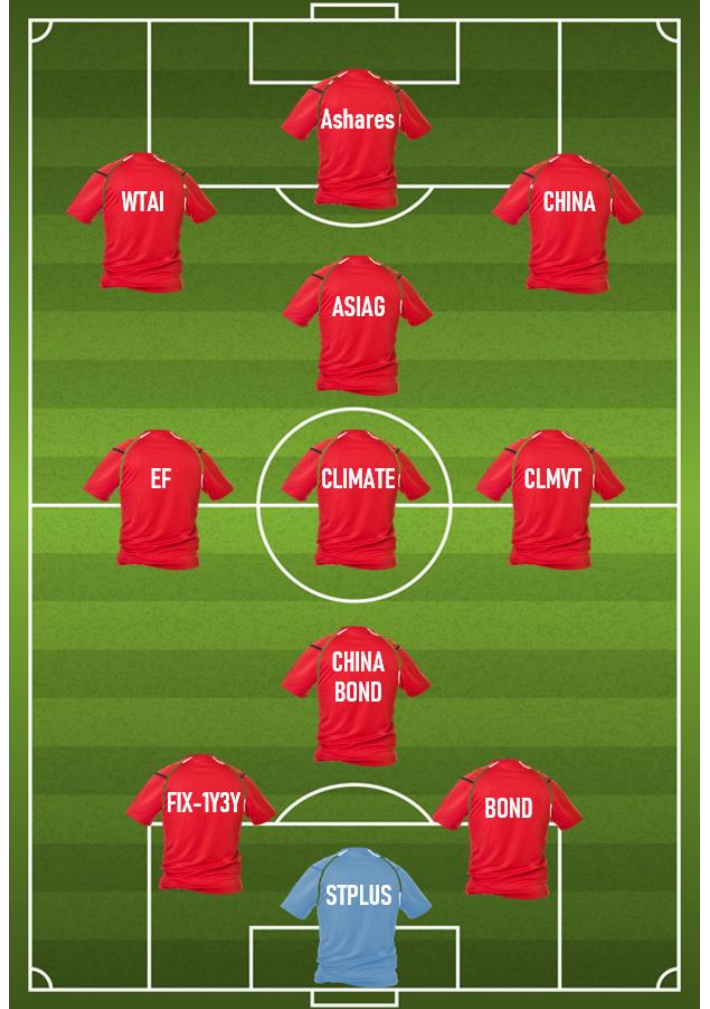 Ashares
WTAI
CHINA
ASIAG
EF
CLIMATE
CLMVT
CHINA
BOND
FIX-1Y3Y
BOND
STPLUS